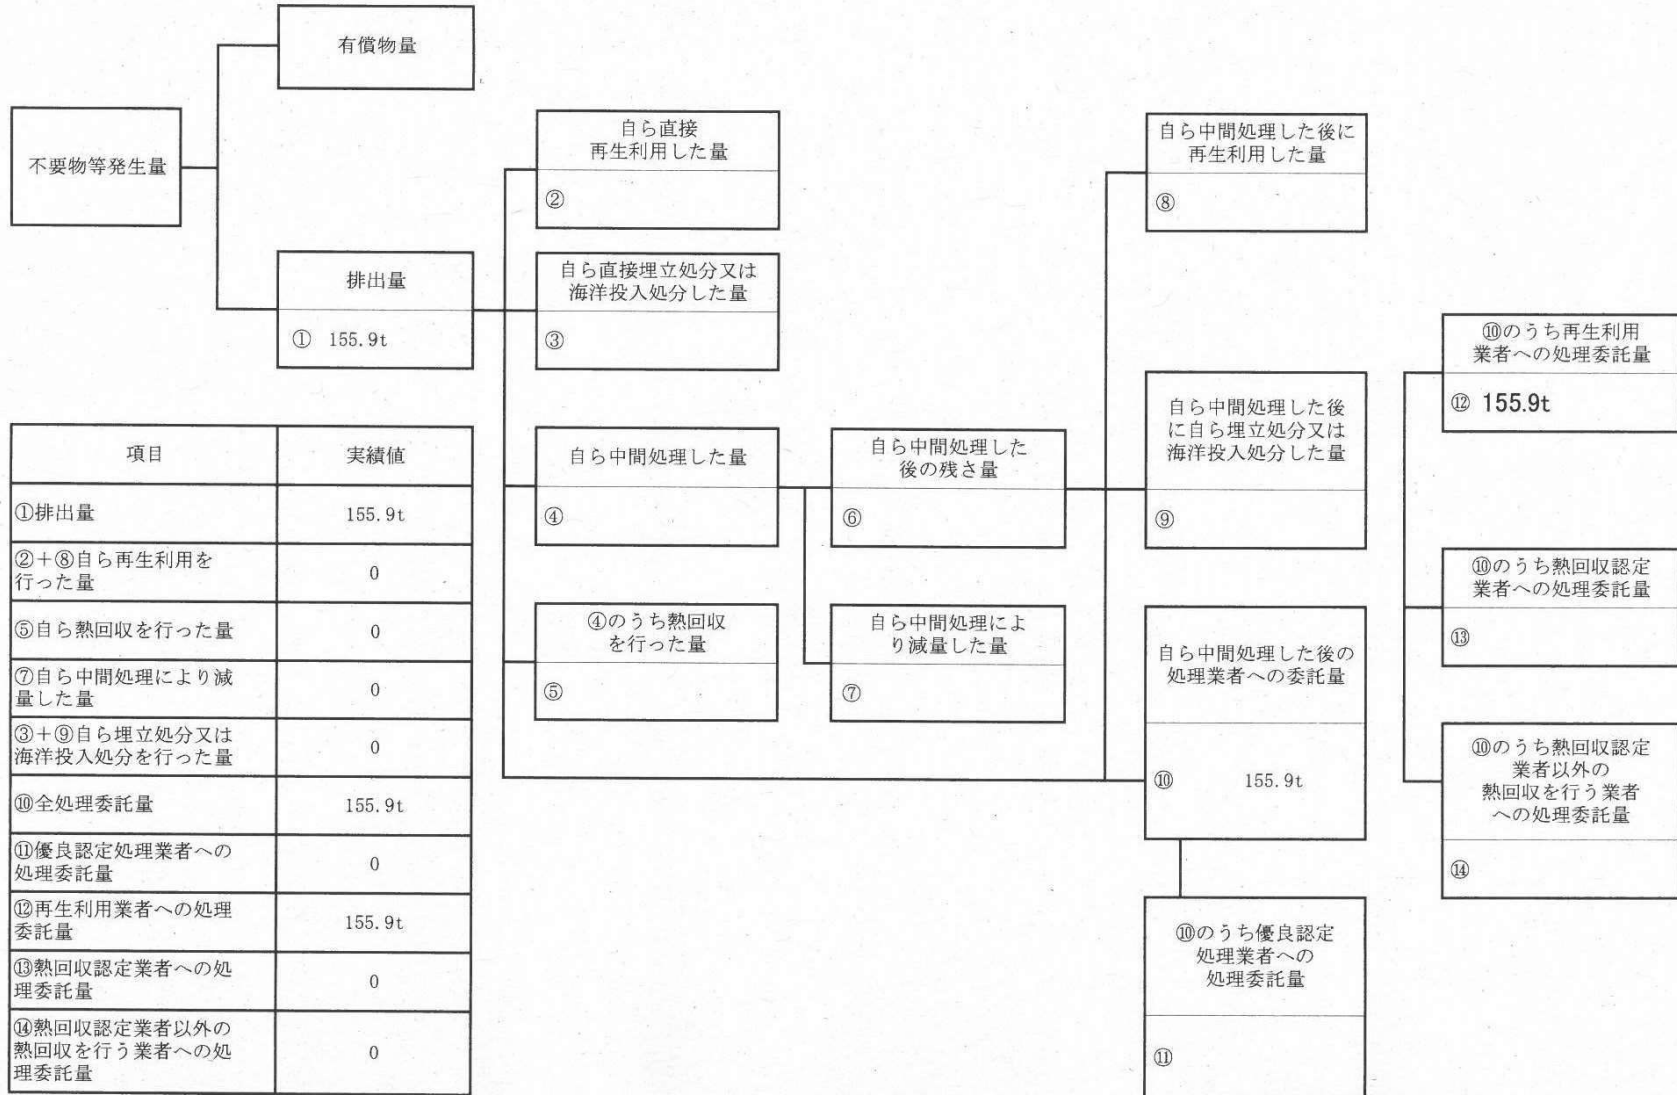 有償物量
不要物等発生量
排出量
① 155.9t
自ら直接
再生利用した量
②
自ら直接埋立処分又は
海洋投入処分した量
③
自ら中間処理した量
④
④のうち熱回収
を行った量
⑤
自ら中間処理した
後の残さ量
⑥
自ら中間処理によ
り減量した量
⑦
自ら中間処理した後に
再生利用した量
⑧
自ら中間処理した後
に自ら埋立処分又は
海洋投入処分した量
⑨
自ら中間処理した後の
処理業者への委託量
⑩ 155.9t
⑩のうち優良認定
処理業者への
処理委託量
⑪
⑩のうち再生利用
業者への処理委託量
⑫ 155.9t
⑩のうち熱回収認定
業者への処理委託量
⑬
⑩のうち熱回収認定
業者以外の
熱回収を行う業者
への処理委託量
⑭
項目 実績値
①排出量 155.9t
②+⑧自ら再生利用を
行った量 0
⑤自ら熱回収を行った量 0
⑦自ら中間処理により減
量した量 0
③+⑨自ら埋立処分又は
海洋投入処分を行った量 0
⑩全処理委託量 155.9t
⑪優良認定処理業者への
処理委託量 0
⑫再生利用業者への処理
委託量 155.9t
⑬熱回収認定業者への処
理委託量 0
⑭熱回収認定業者以外の
熱回収を行う業者への処
理委託量 0